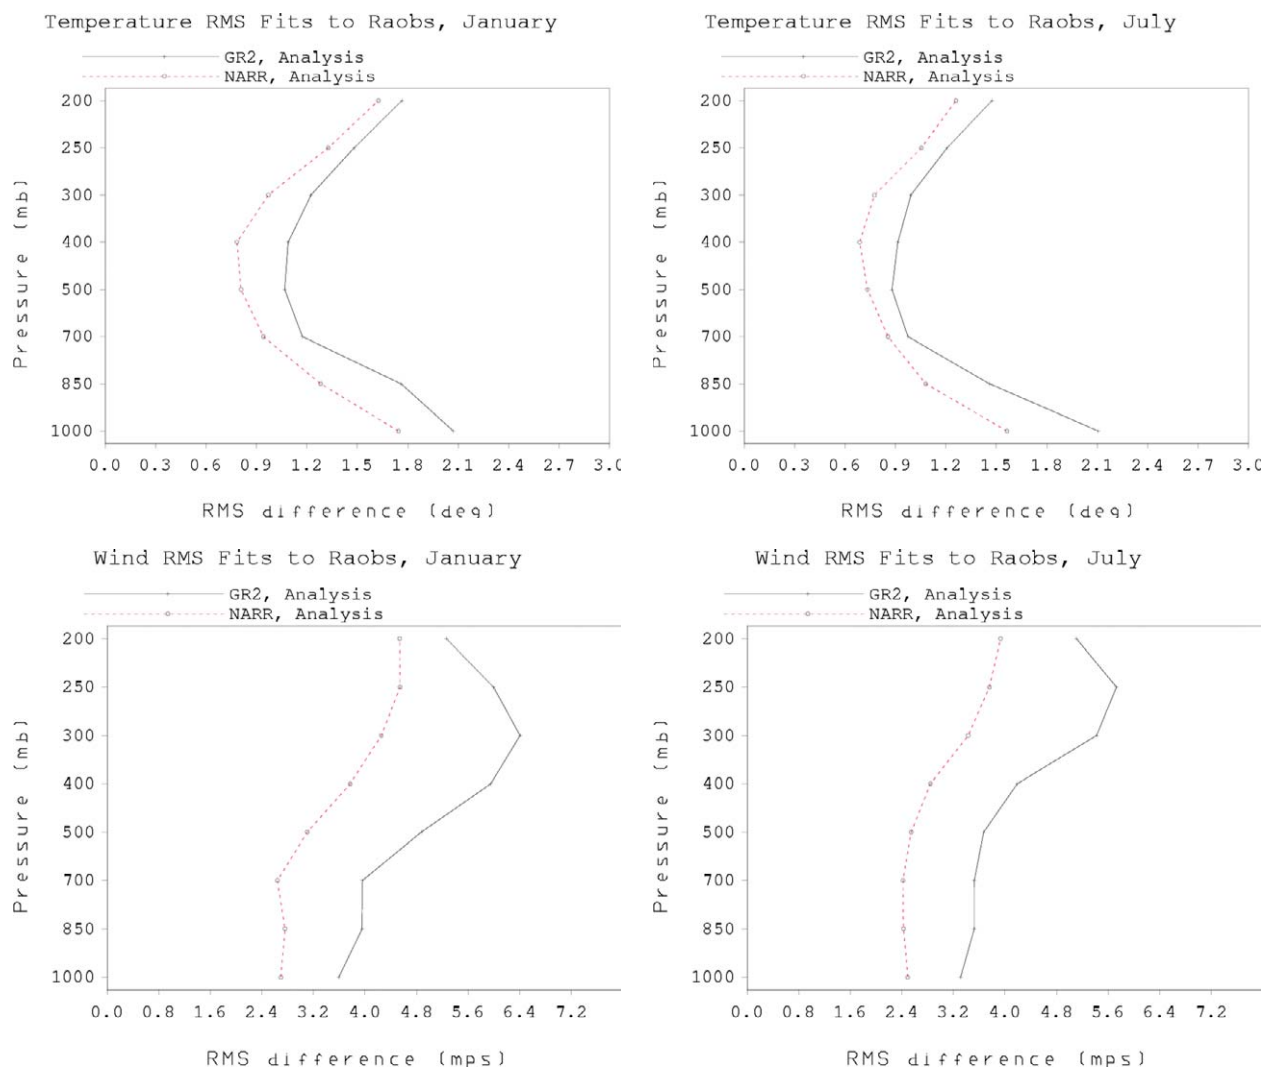 Temperature RMS Fits to Raobs, January
GR2, Analysis
NARR, Analysis
200
250
300
400
500
700
850
1000
Pressure (mb)
0.0 0.3 0.6 0.9 1.2 1.5 1.8 2.1 2.4 2.7 3.0
RMS difference (deg)
Temperature RMS Fits to Raobs, July
GR2, Analysis
NARR, Analysis
200
250
300
400
500
700
850
1000
Pressure (mb)
0.0 0.3 0.6 0.9 1.2 1.5 1.8 2.1 2.4 2.7 3.0
RMS difference (deg)
Wind RMS Fits to Raobs, January
GR2, Analysis
NARR, Analysis
200
250
300
400
500
700
850
1000
Pressure (mb)
0.0 0.8 1.6 2.4 3.2 4.0 4.8 5.6 6.4 7.2
RMS difference (mps)
Wind RMS Fits to Raobs, July
GR2, Analysis
NARR, Analysis
200
250
300
400
500
700
850
1000
Pressure (mb)
0.0 0.8 1.6 2.4 3.2 4.0 4.8 5.6 6.4 7.2
RMS difference (mps)